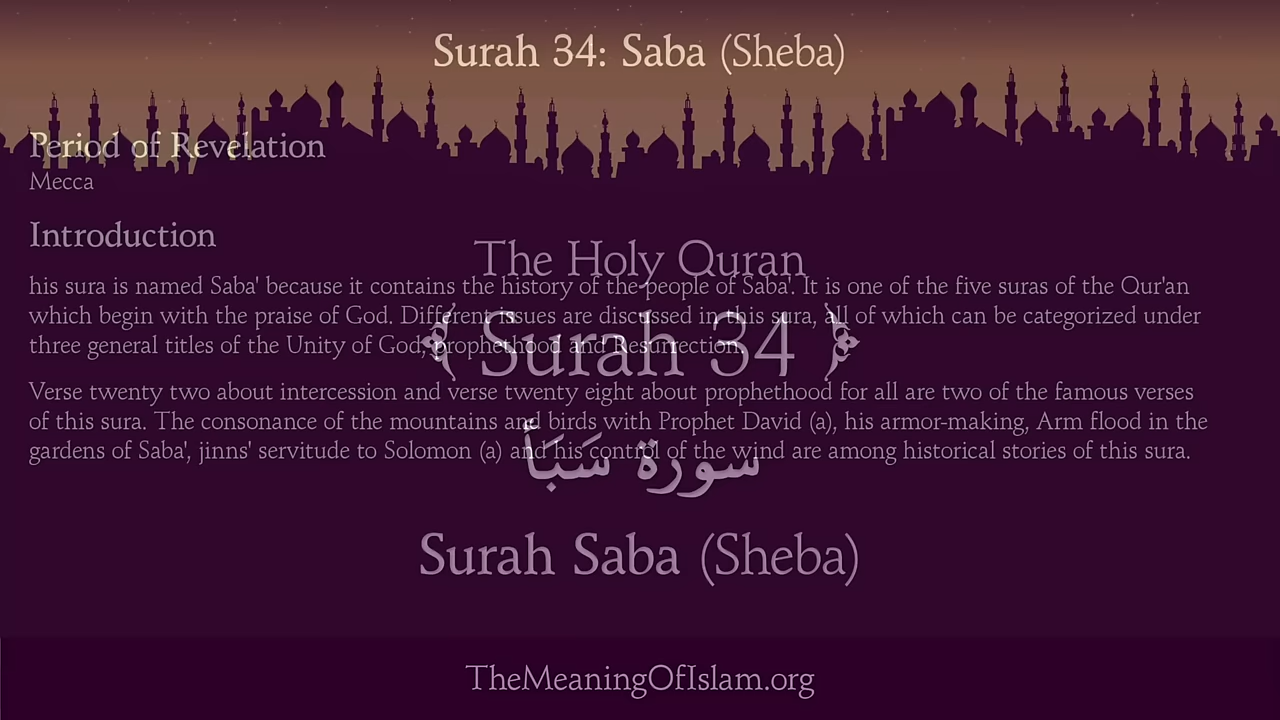 Surah 34: Saba (Sheba)
Period of Revelation
Mecca
Introduction
The Holy Quran
his sura is named Saba' because it contains the history of the people of Saba'. It is one of the five suras of the Qur'an
which begin with the praise of God. Different issues are discussed in this sura, all of which can be categorized under
Surah 34
three general titles of the Unity of God, prophethood and Resurrection.
Verse twenty two about intercession and verse twenty eight about prophethood for all are two of the famous verses
of this sura. The consonance of the mountains and birds with Prophet David (a), his armor-making, Arm flood in the
gardens of Saba', jinns' servitude to Solomon (a) and his control of the wind are among historical stories of this sura.
سورة سَبَأ
Surah Saba (Sheba)
TheMeaningOfIslam.org